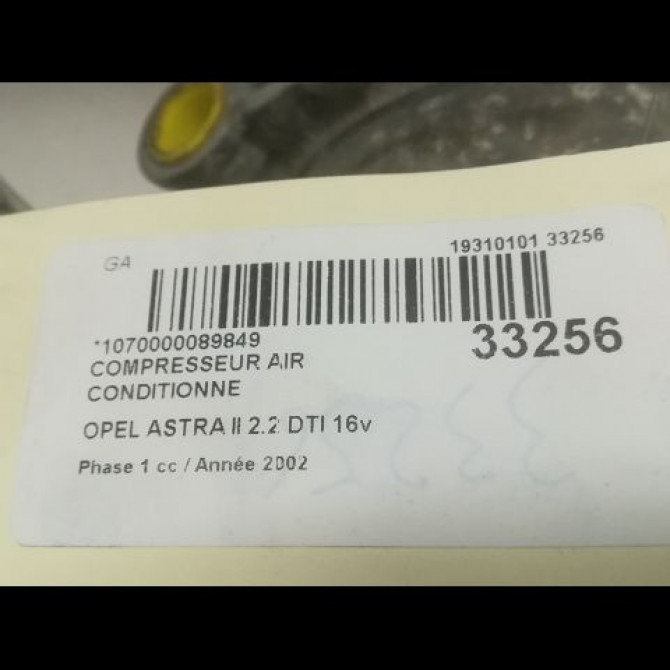 GA
19310101 33256
*1070000089849
33256
COMPRESSEUR AIR
CONDITIONNE
OPEL ASTRA II 2.2 DTI 16v
Phase 1 cc / Année 2002